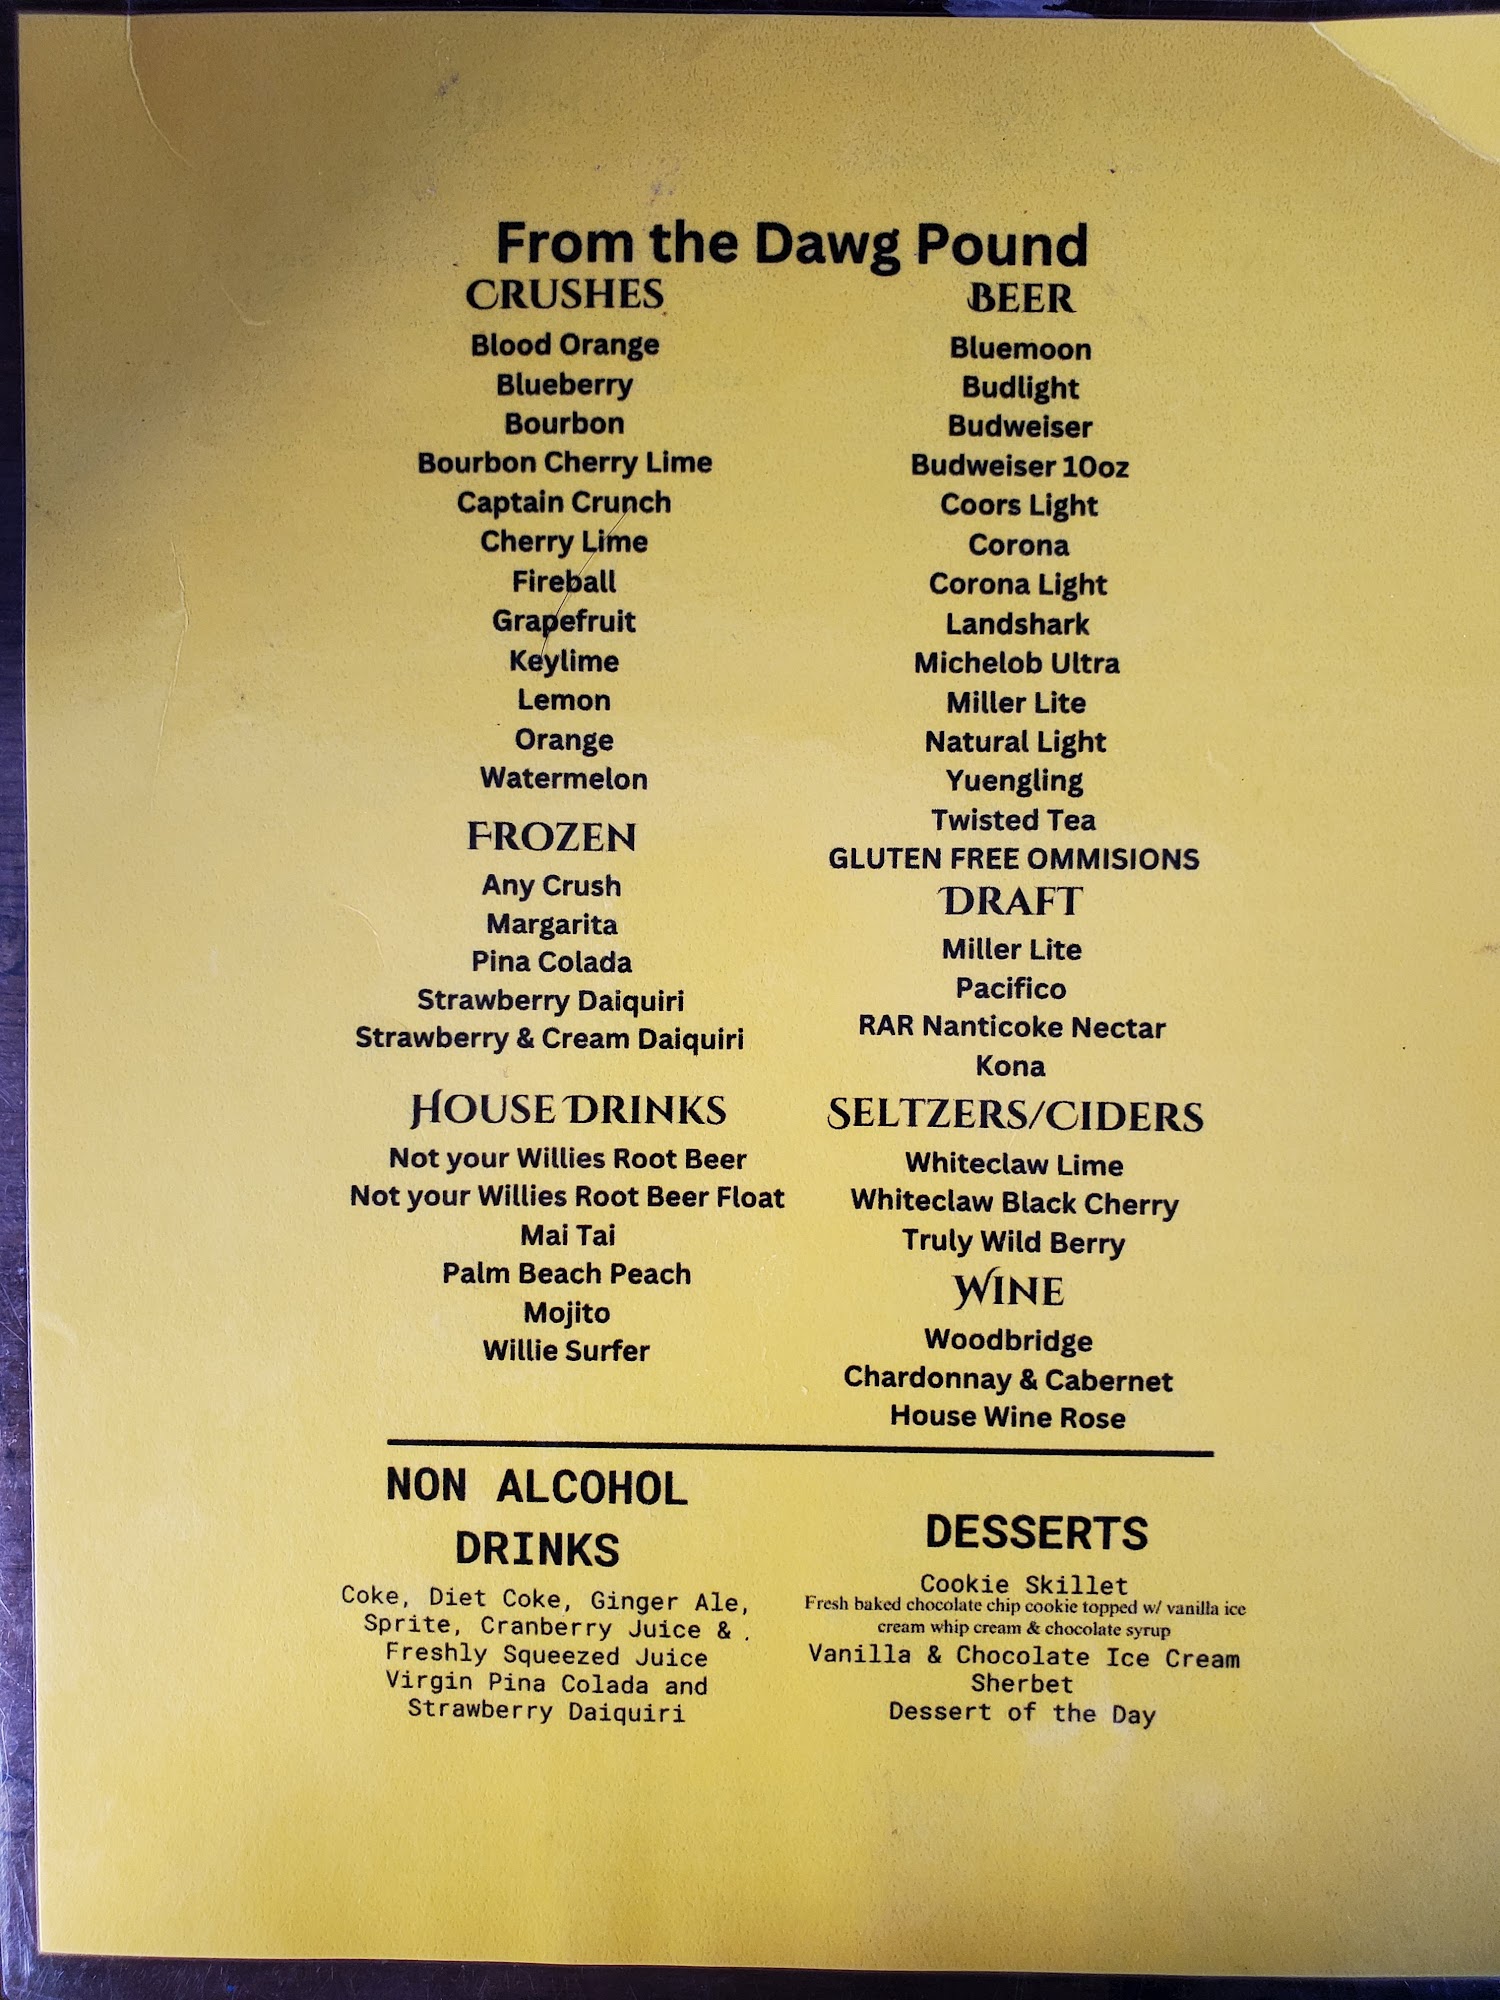 From the Dawg Pound
CRUSHES
Blood Orange
Blueberry
Bourbon
Bourbon Cherry Lime
Captain Crunch
Cherry Lime
Fireball
Grapefruit
Keylime
Lemon
Orange
Watermelon
FROZEN
Any Crush
Margarita
Pina Colada
Strawberry Daiquiri
Strawberry & Cream Daiquiri
HOUSE DRINKS
Not your Willies Root Beer
Not your Willies Root Beer Float
Mai Tai
Palm Beach Peach
Mojito
Willie Surfer
BEER
Bluemoon
Budlight
Budweiser
Budweiser 10oz
Coors Light
Corona
Corona Light
Landshark
Michelob Ultra
Miller Lite
Natural Light
Yuengling
Twisted Tea
GLUTEN FREE OMMISIONS
DRAFT
Miller Lite
Pacifico
RAR Nanticoke Nectar
Kona
SELTZERS/CIDERS
Whiteclaw Lime
Whiteclaw Black Cherry
Truly Wild Berry
WINE
Woodbridge
Chardonnay & Cabernet
House Wine Rose
NON ALCOHOL
DRINKS
Coke, Diet Coke, Ginger Ale,
Sprite, Cranberry Juice & .
Freshly Squeezed Juice
Virgin Pina Colada and
Strawberry Daiquiri
DESSERTS
Cookie Skillet
Fresh baked chocolate chip cookie topped w/ vanilla ice
cream whip cream & chocolate syrup
Vanilla & Chocolate Ice Cream
Sherbet
Dessert of the Day